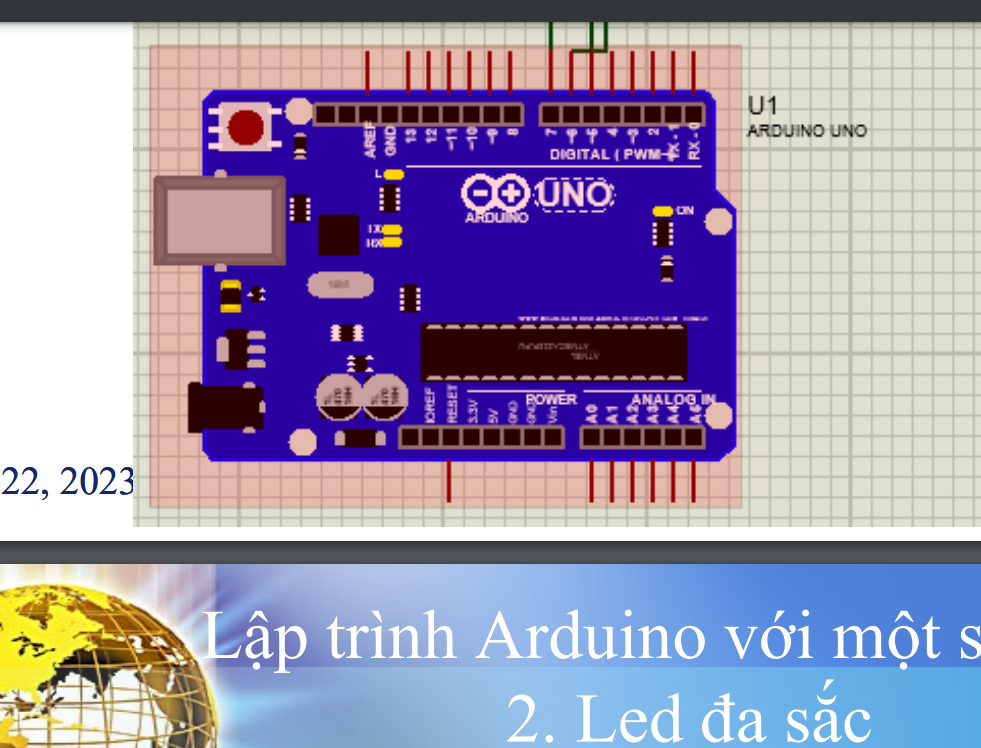 U1
ARDUINO UNO
AREF
GND
13
12
~11
~10
~9
8
7
~6
~5
4
~3
2
TX - 1
RX - 0
DIGITAL ( PWM~)
L
TX
RX
UNO
ARDUINO
ON
IOREF
RESET
3.3V
5V
GND
GND
Vin
POWER
ANALOG IN
A0
A1
A2
A3
A4
A5
22, 2023
Lập trình Arduino với một s
2. Led đa sắc